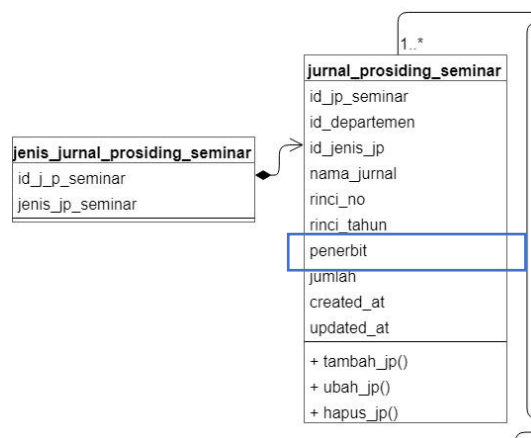 1..*
jurnal_prosiding_seminar
id_jp_seminar
id_departemen
id_jenis_jp
nama_jurnal
rinci_no
rinci_tahun
penerbit
jumlah
created_at
updated_at
+ tambah_jp()
+ ubah_jp()
+ hapus_jp()
jenis_jurnal_prosiding_seminar
id_j_p_seminar
jenis_jp_seminar